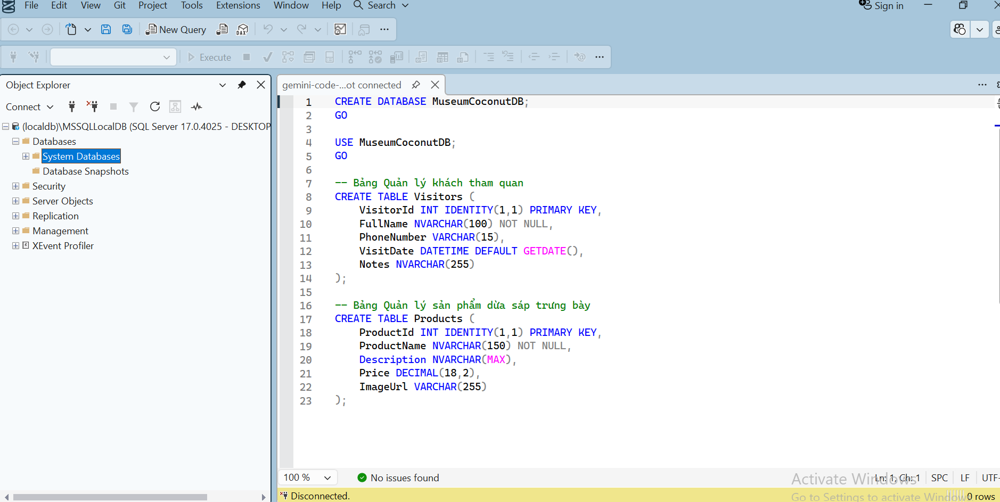 File Edit View Git Project Tools Extensions Window Help Search Sign in
New Query DAX
Execute
Object Explorer
Connect
(localdb)\MSSQLLocalDB (SQL Server 17.0.4025 - DESKTOP
Databases
System Databases
Database Snapshots
Security
Server Objects
Replication
Management
XEvent Profiler
gemini-code-...ot connected
1 CREATE DATABASE MuseumCoconutDB;
2 GO
3
4 USE MuseumCoconutDB;
5 GO
6
7 -- Bảng Quản lý khách tham quan
8 CREATE TABLE Visitors (
9 VisitorId INT IDENTITY(1,1) PRIMARY KEY,
10 FullName NVARCHAR(100) NOT NULL,
11 PhoneNumber VARCHAR(15),
12 VisitDate DATETIME DEFAULT GETDATE(),
13 Notes NVARCHAR(255)
14 );
15
16 -- Bảng Quản lý sản phẩm dừa sáp trưng bày
17 CREATE TABLE Products (
18 ProductId INT IDENTITY(1,1) PRIMARY KEY,
19 ProductName NVARCHAR(150) NOT NULL,
20 Description NVARCHAR(MAX),
21 Price DECIMAL(18,2),
22 ImageUrl VARCHAR(255)
23 );
100 % No issues found Ln: 1, Ch: 1 SPC LF UTF-
Activate Windows
Disconnected. 0 rows
Go to Settings to activate Windows